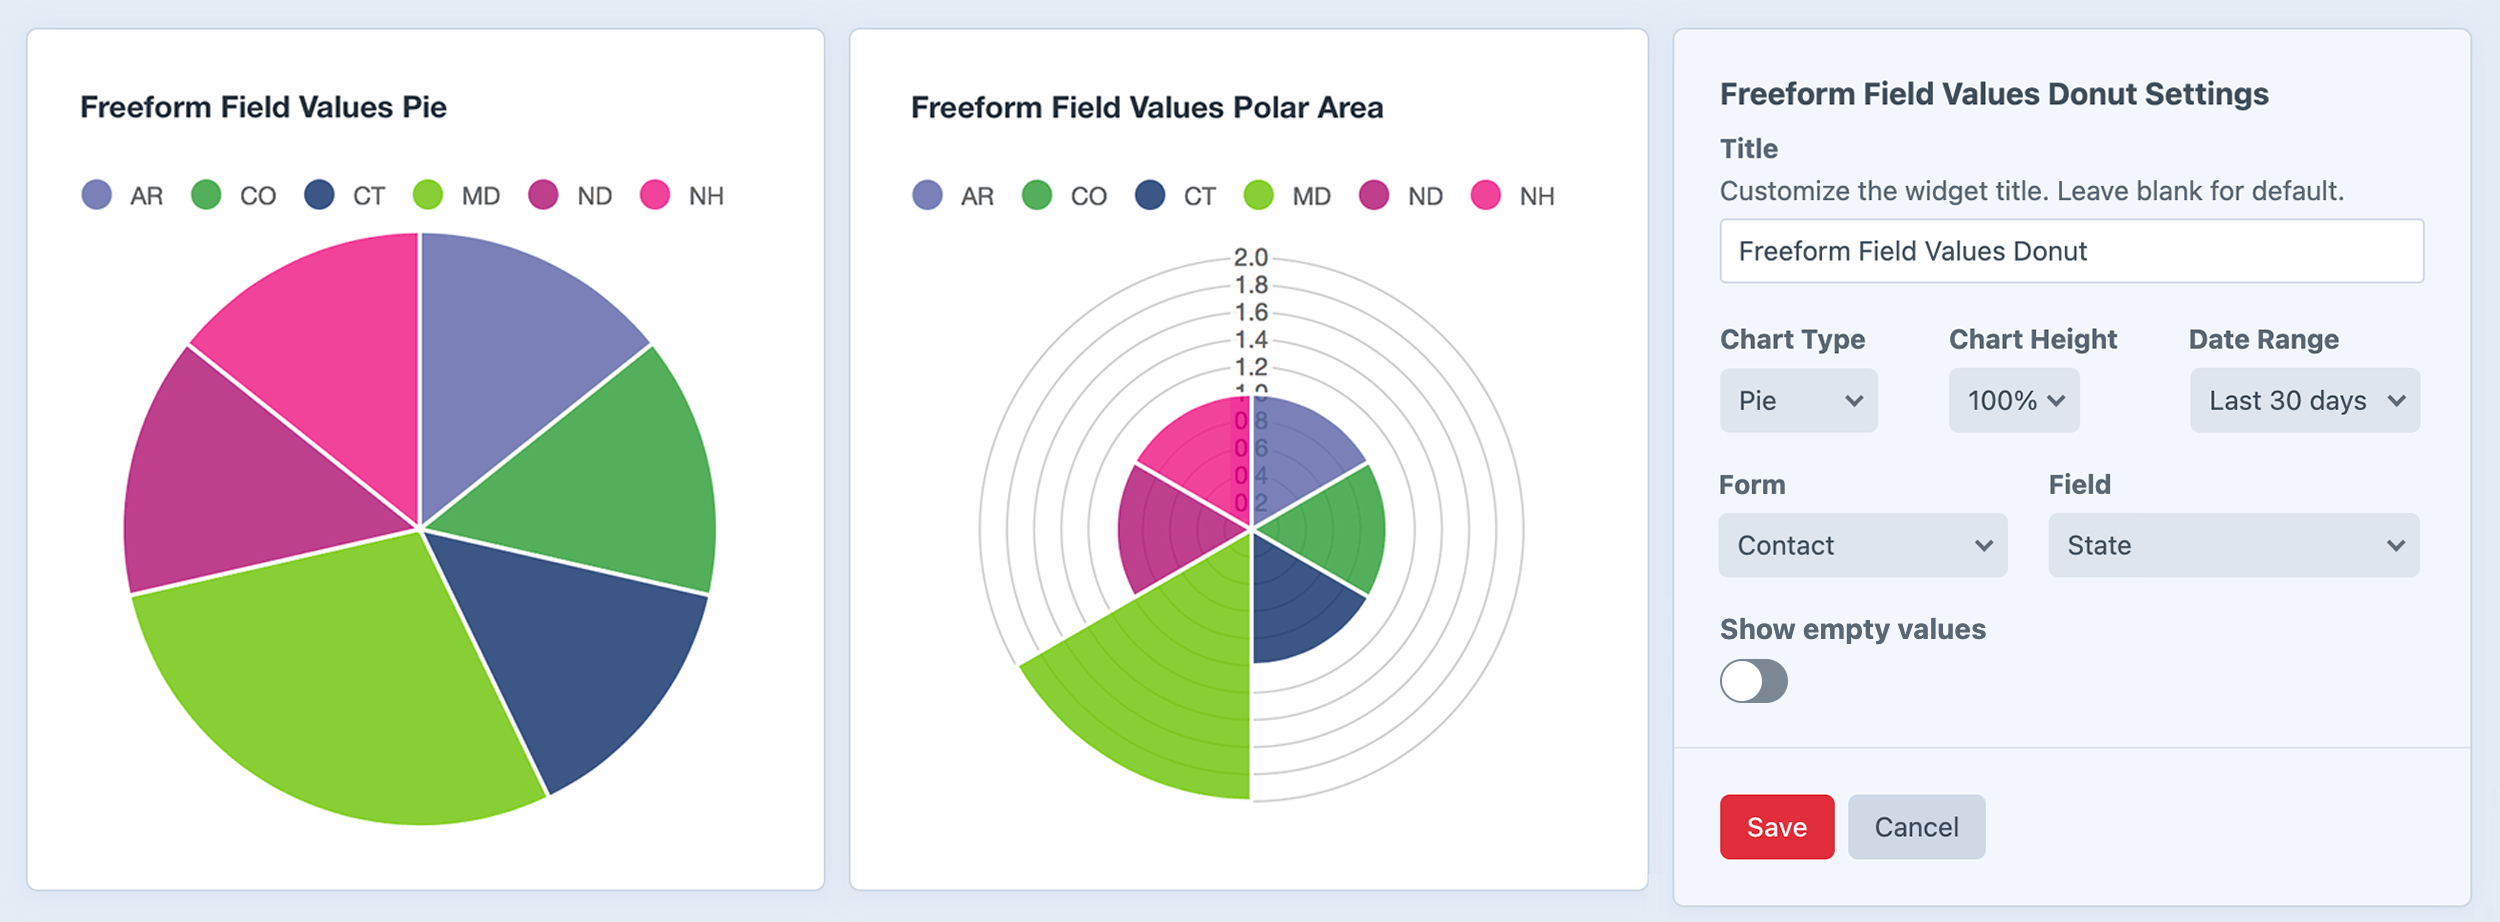 Freeform Field Values Pie
AR CO CT MD ND NH
Freeform Field Values Polar Area
AR CO CT MD ND NH
2.0
1.8
1.6
1.4
1.2
1.0
0.8
0.6
0.4
0.2
Freeform Field Values Donut Settings
Title
Customize the widget title. Leave blank for default.
Freeform Field Values Donut
Chart Type Chart Height Date Range
Pie 100% Last 30 days
Form Field
Contact State
Show empty values
Save Cancel